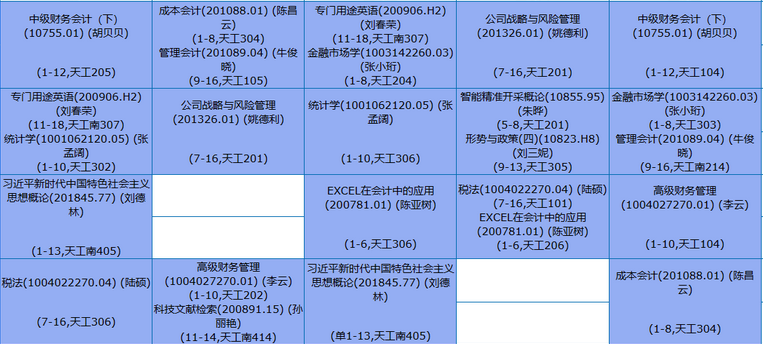 中级财务会计（下）
(10755.01) (胡贝贝)
(1-12,天工205)
成本会计(201088.01) (陈昌
云)
(1-8,天工304)
管理会计(201089.04) (牛俊
晓)
(9-16,天工105)
专门用途英语(200906.H2)
(刘春荣)
(11-18,天工南307)
金融市场学(1003142260.03)
(张小珩)
(1-8,天工204)
公司战略与风险管理
(201326.01) (姚德利)
(7-16,天工201)
中级财务会计（下）
(10755.01) (胡贝贝)
(1-12,天工104)
专门用途英语(200906.H2)
(刘春荣)
(11-18,天工南307)
统计学(1001062120.05) (张
孟阔)
(1-10,天工302)
公司战略与风险管理
(201326.01) (姚德利)
(7-16,天工201)
统计学(1001062120.05) (张
孟阔)
(1-10,天工306)
智能精准开采概论(10855.95)
(朱晔)
(5-8,天工201)
形势与政策(四)(10823.H8)
(刘三妮)
(9-13,天工305)
金融市场学(1003142260.03)
(张小珩)
(1-8,天工303)
管理会计(201089.04) (牛俊
晓)
(9-16,天工南214)
习近平新时代中国特色社会主义
思想概论(201845.77) (刘德
林)
(1-13,天工南405)
EXCEL在会计中的应用
(200781.01) (陈亚树)
(1-6,天工306)
税法(1004022270.04) (陆硕)
(7-16,天工101)
EXCEL在会计中的应用
(200781.01) (陈亚树)
(1-6,天工206)
高级财务管理
(1004027270.01) (李云)
(1-10,天工104)
税法(1004022270.04) (陆硕)
(7-16,天工306)
高级财务管理
(1004027270.01) (李云)
(1-10,天工202)
科技文献检索(200891.15) (孙
丽艳)
(11-14,天工南414)
习近平新时代中国特色社会主义
思想概论(201845.77) (刘德
林)
(单1-13,天工南405)
成本会计(201088.01) (陈昌
云)
(1-8,天工304)